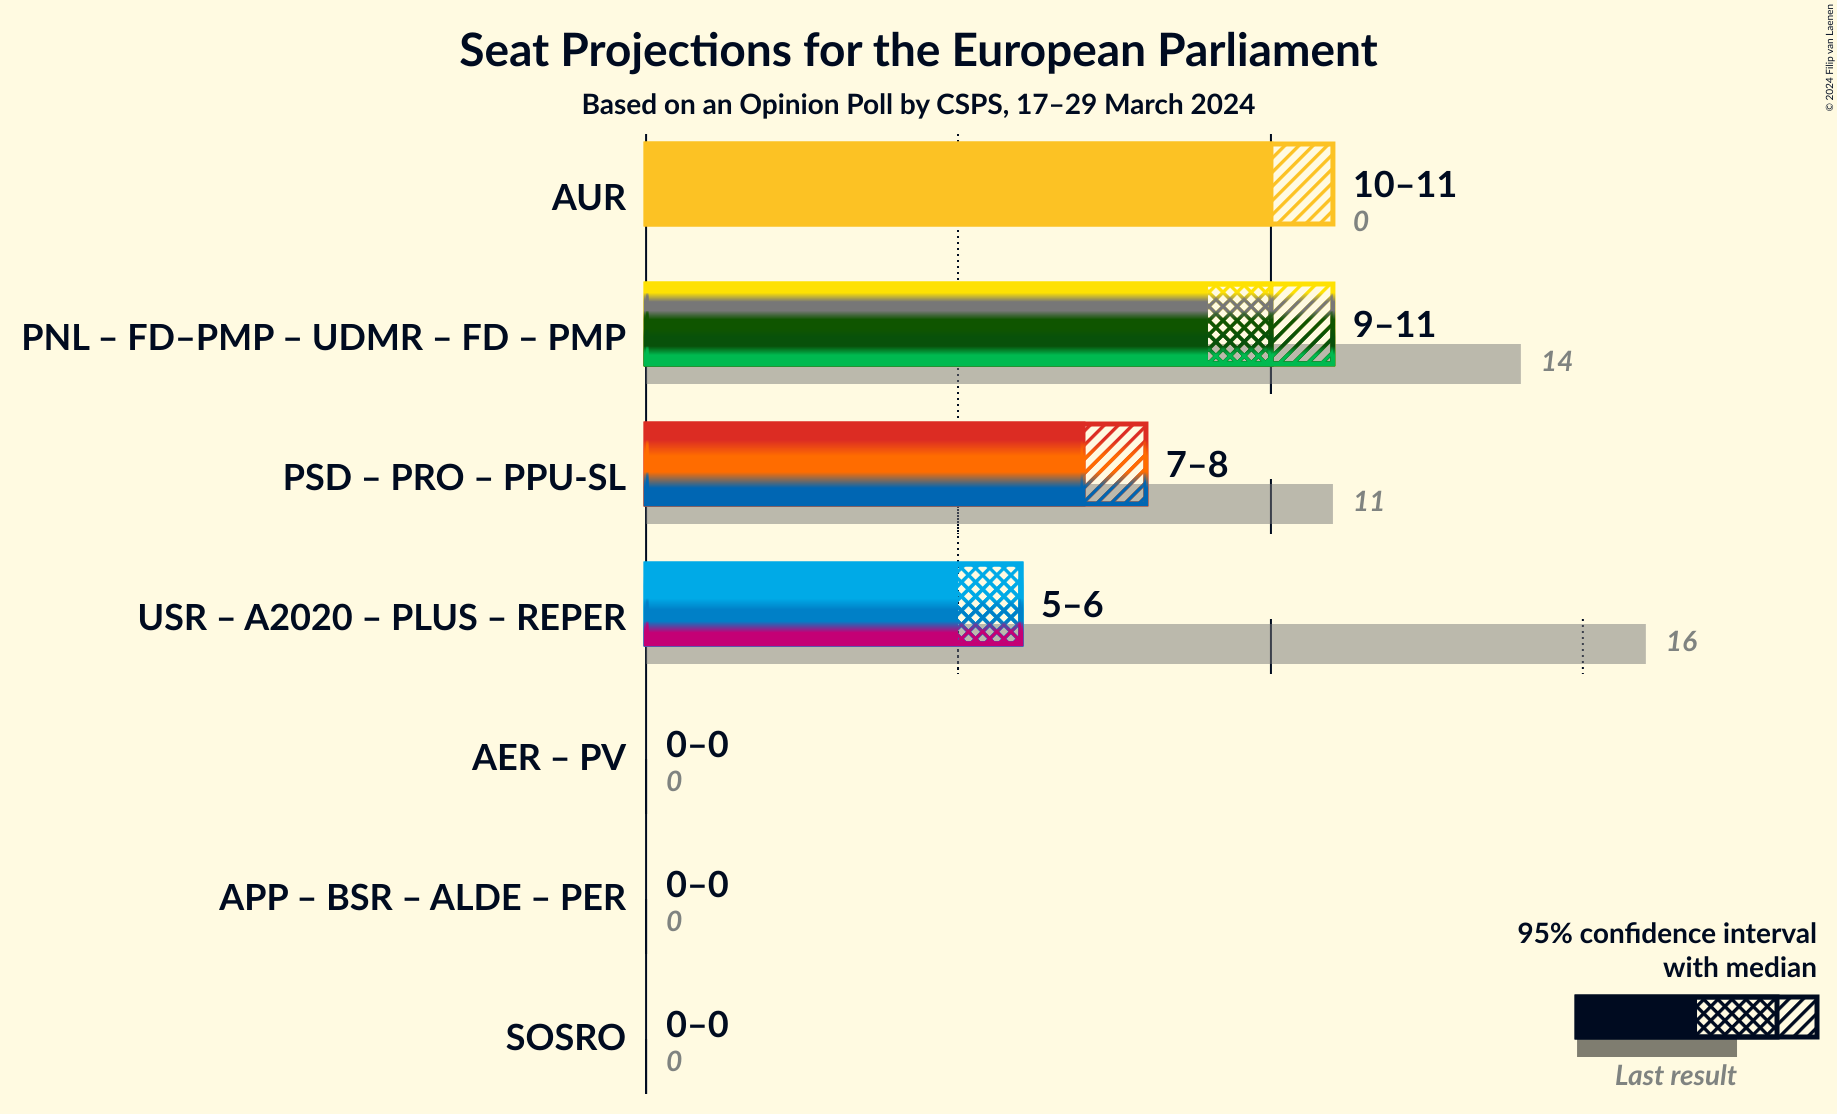 Seat Projections for the European Parliament
Based on an Opinion Poll by CSPS, 17–29 March 2024
© 2024 Filip van Laenen
AUR
10–11
0
PNL – FD–PMP – UDMR – FD – PMP
9–11
14
PSD – PRO – PPU-SL
7–8
11
USR – A2020 – PLUS – REPER
5–6
16
AER – PV
0–0
0
APP – BSR – ALDE – PER
0–0
0
SOSRO
0–0
0
95% confidence interval
with median
Last result